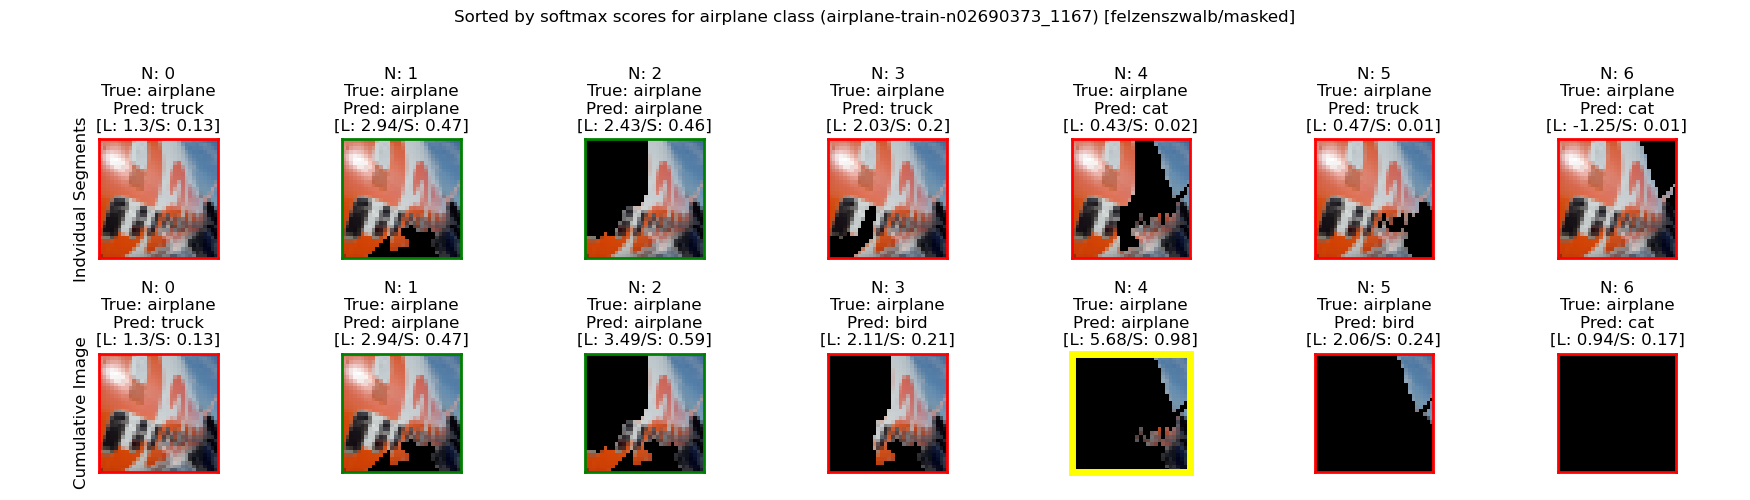 Sorted by softmax scores for airplane class (airplane-train-n02690373_1167) [felzenszwalb/masked]
Indvidual Segments
N: 0
True: airplane
Pred: truck
[L: 1.3/S: 0.13]
N: 1
True: airplane
Pred: airplane
[L: 2.94/S: 0.47]
N: 2
True: airplane
Pred: airplane
[L: 2.43/S: 0.46]
N: 3
True: airplane
Pred: truck
[L: 2.03/S: 0.2]
N: 4
True: airplane
Pred: cat
[L: 0.43/S: 0.02]
N: 5
True: airplane
Pred: truck
[L: 0.47/S: 0.01]
N: 6
True: airplane
Pred: cat
[L: -1.25/S: 0.01]
Cumulative Image
N: 0
True: airplane
Pred: truck
[L: 1.3/S: 0.13]
N: 1
True: airplane
Pred: airplane
[L: 2.94/S: 0.47]
N: 2
True: airplane
Pred: airplane
[L: 3.49/S: 0.59]
N: 3
True: airplane
Pred: bird
[L: 2.11/S: 0.21]
N: 4
True: airplane
Pred: airplane
[L: 5.68/S: 0.98]
N: 5
True: airplane
Pred: bird
[L: 2.06/S: 0.24]
N: 6
True: airplane
Pred: cat
[L: 0.94/S: 0.17]